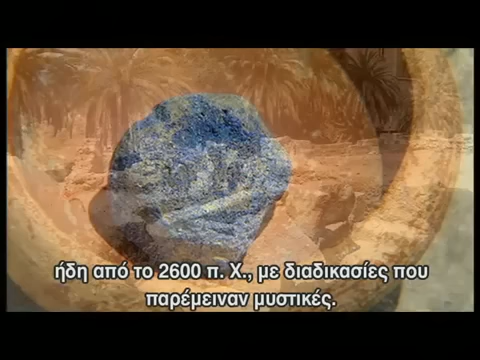 ήδη από το 2600 π. Χ., με διαδικασίες που
παρέμειναν μυστικές.